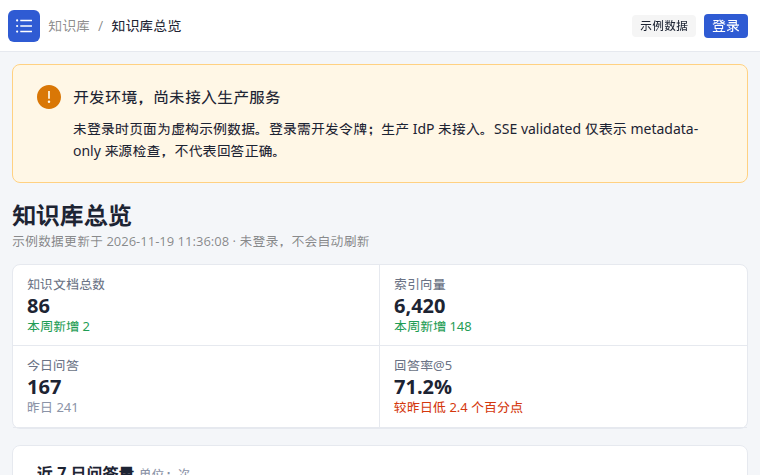 知识库 / 知识库总览
示例数据
登录
开发环境，尚未接入生产服务
未登录时页面为虚构示例数据。登录需开发令牌；生产 IdP 未接入。SSE validated 仅表示 metadata-
only 来源检查，不代表回答正确。
知识库总览
示例数据更新于 2026-11-19 11:36:08 · 未登录，不会自动刷新
知识文档总数
86
本周新增 2
索引向量
6,420
本周新增 148
今日问答
167
昨日 241
回答率@5
71.2%
较昨日低 2.4 个百分点
近 7 日问答量 单位：次